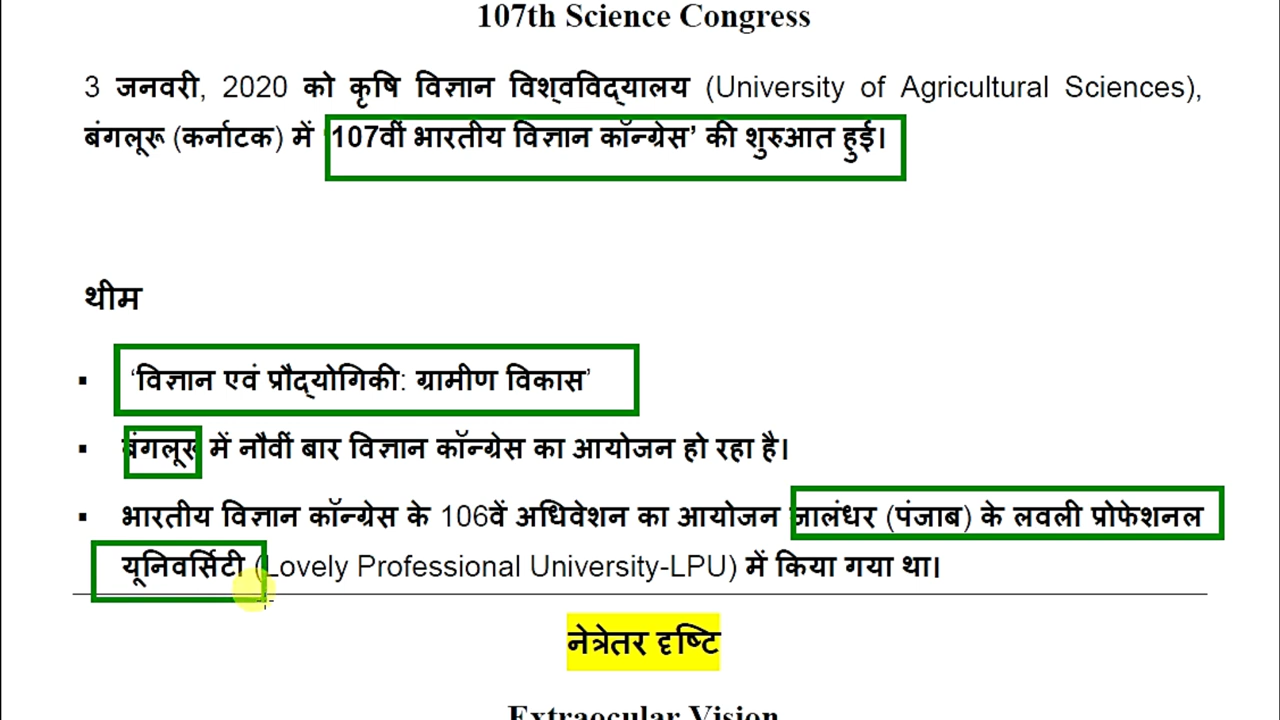 107th Science Congress
3 जनवरी, 2020 को कृषि विज्ञान विश्वविद्यालय (University of Agricultural Sciences),
बंगलूरू (कर्नाटक) में '107वीं भारतीय विज्ञान कॉन्ग्रेस’ की शुरुआत हुई।
थीम
▪ ‘विज्ञान एवं प्रौद्योगिकी: ग्रामीण विकास’
▪ बंगलूरू में नौवीं बार विज्ञान कॉन्ग्रेस का आयोजन हो रहा है।
▪ भारतीय विज्ञान कॉन्ग्रेस के 106वें अधिवेशन का आयोजन जालंधर (पंजाब) के लवली प्रोफेशनल
यूनिवर्सिटी (Lovely Professional University-LPU) में किया गया था।
नेत्रेतर दृष्टि
Extraocular Vision